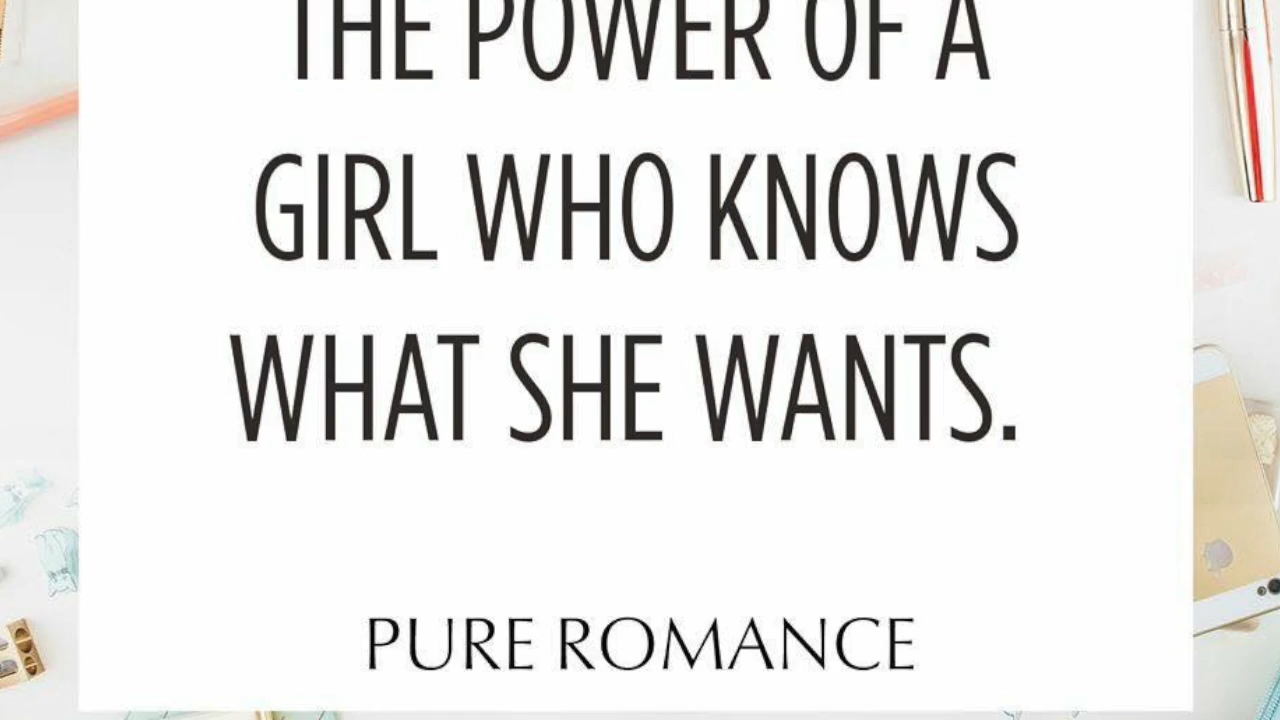 THE POWER OF A
GIRL WHO KNOWS
WHAT SHE WANTS.
PURE ROMANCE